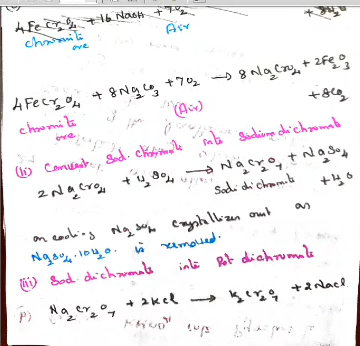 4FeCr2O4 + 16 NaOH + 7O2
chromite ore Air
4FeCr2O4 + 8Na2CO3 + 7O2 → 8Na2CrO4 + 2Fe2O3
chromite ore (Air) + 8CO2
(ii) Convert Sod. chromate into Sodium dichromate
2Na2CrO4 + H2SO4 → Na2Cr2O7 + Na2SO4
Sodi dichromate + H2O
on cooling Na2SO4 crystallizes out as
Na2SO4.10H2O. is removed.
(iii) Sod. dichromate into Pot dichromate
Na2Cr2O7 + 2KCl → K2Cr2O7 + 2NaCl